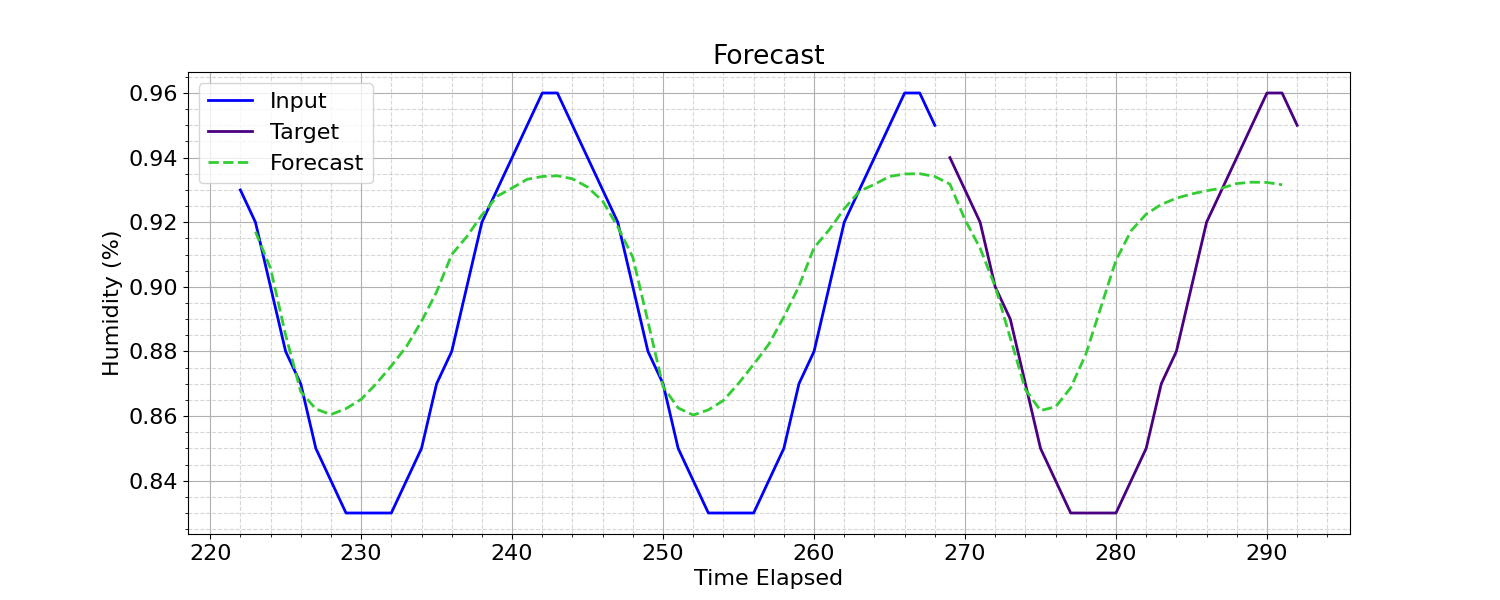 Forecast
Input
Target
Forecast
Humidity (%)
0.96
0.94
0.92
0.90
0.88
0.86
0.84
220 230 240 250 260 270 280 290
Time Elapsed